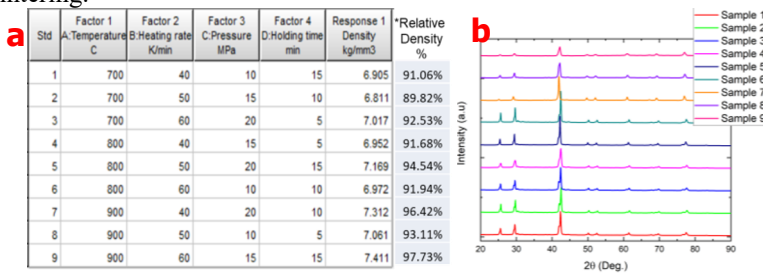 ntering.
a
Std
Factor 1 A:Temperature C
Factor 2 B:Heating rate K/min
Factor 3 C:Pressure MPa
Factor 4 D:Holding time min
Response 1 Density kg/mm3
*Relative Density %
1 700 40 10 15 6.905 91.06%
2 700 50 15 10 6.811 89.82%
3 700 60 20 5 7.017 92.53%
4 800 40 15 5 6.952 91.68%
5 800 50 20 15 7.169 94.54%
6 800 60 10 10 6.972 91.94%
7 900 40 20 10 7.312 96.42%
8 900 50 10 5 7.061 93.11%
9 900 60 15 15 7.411 97.73%
b
Sample 1
Sample 2
Sample 3
Sample 4
Sample 5
Sample 6
Sample 7
Sample 8
Sample 9
Intensity (a.u)
20 30 40 50 60 70 80 90
2θ (Deg.)